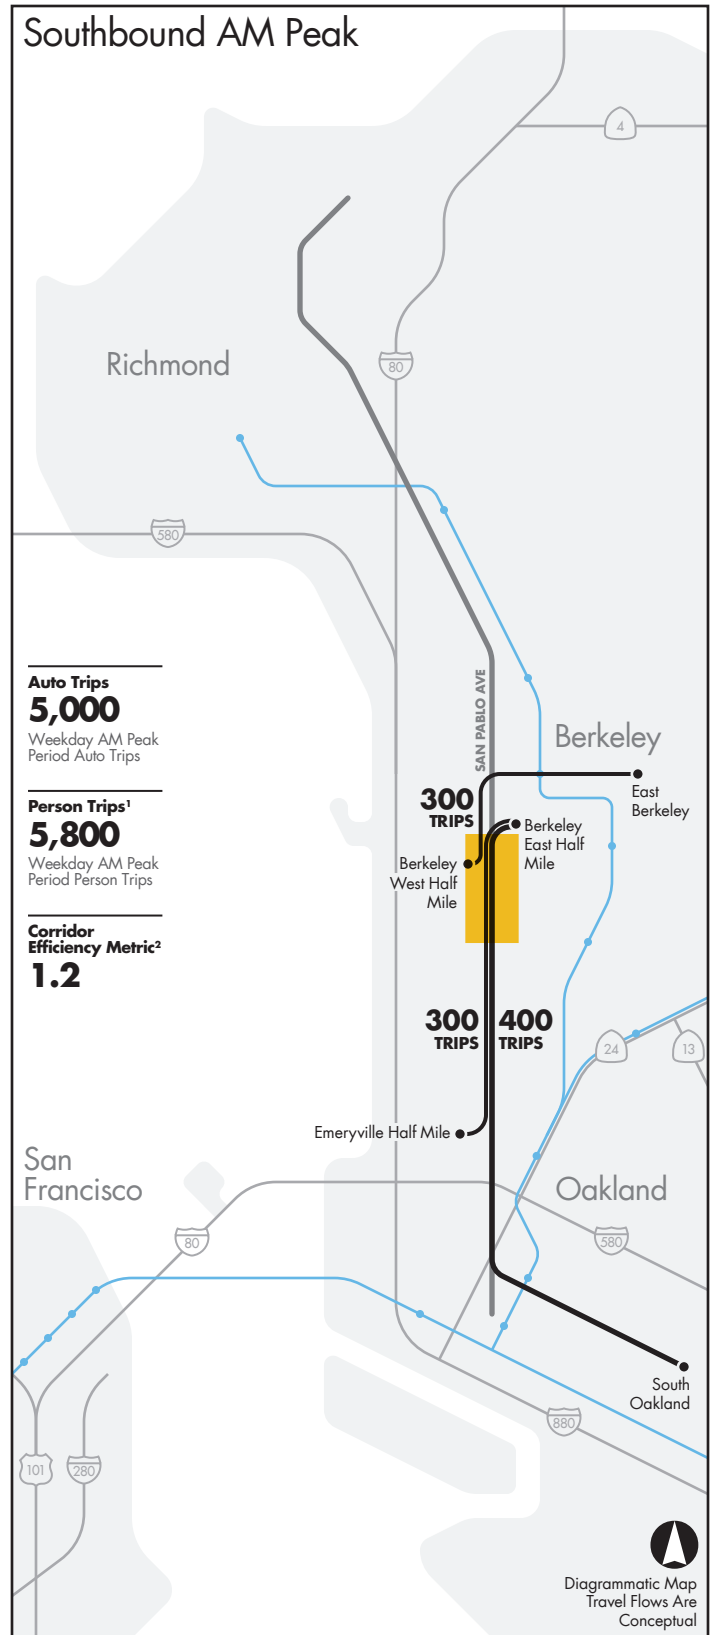 Southbound AM Peak
4
80
Richmond
580
SAN PABLO AVE
Auto Trips
5,000
Weekday AM Peak
Period Auto Trips
Berkeley
East
Berkeley
300
TRIPS
Person Trips¹
5,800
Weekday AM Peak
Period Person Trips
Berkeley
East Half
Mile
Berkeley
West Half
Mile
Corridor
Efficiency Metric²
1.2
300
TRIPS
400
TRIPS
24
13
Emeryville Half Mile
San
Francisco
Oakland
80
580
South
Oakland
880
101
280
Diagrammatic Map
Travel Flows Are
Conceptual